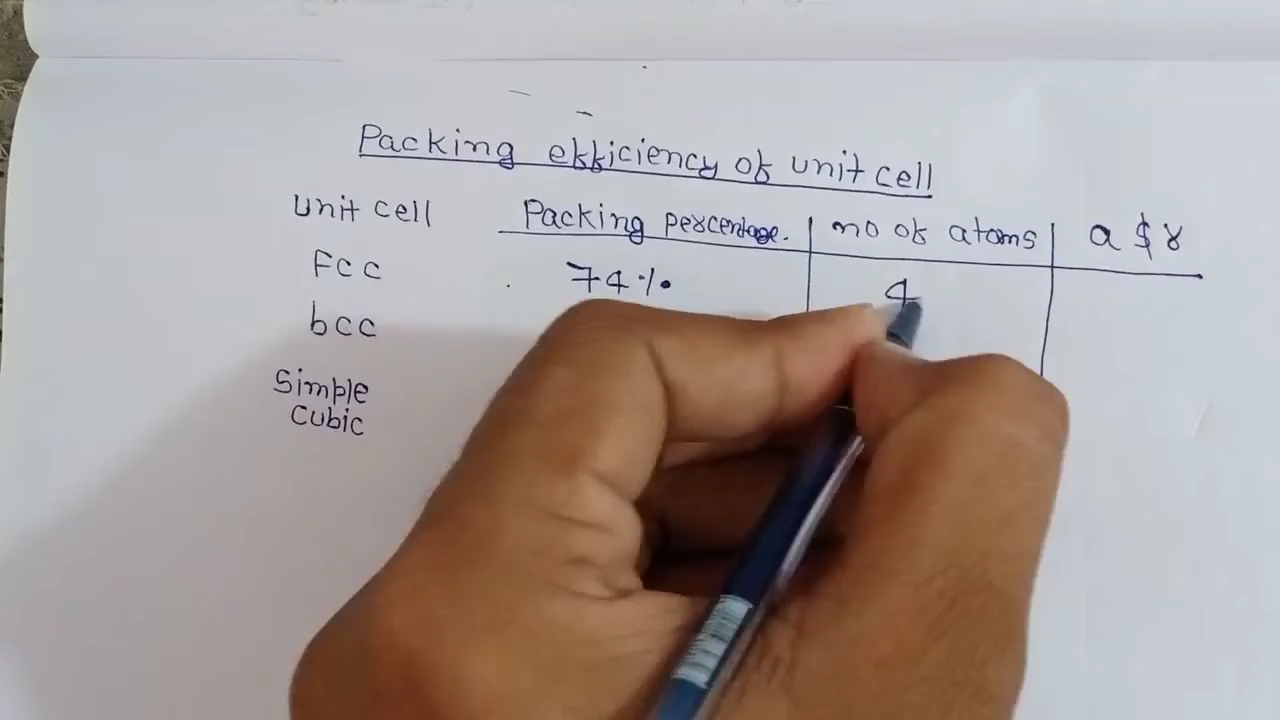 Packing efficiency of unit cell
unit cell Packing percentage. no of atoms a $ r
Fcc 74% 4
bcc
Simple
Cubic